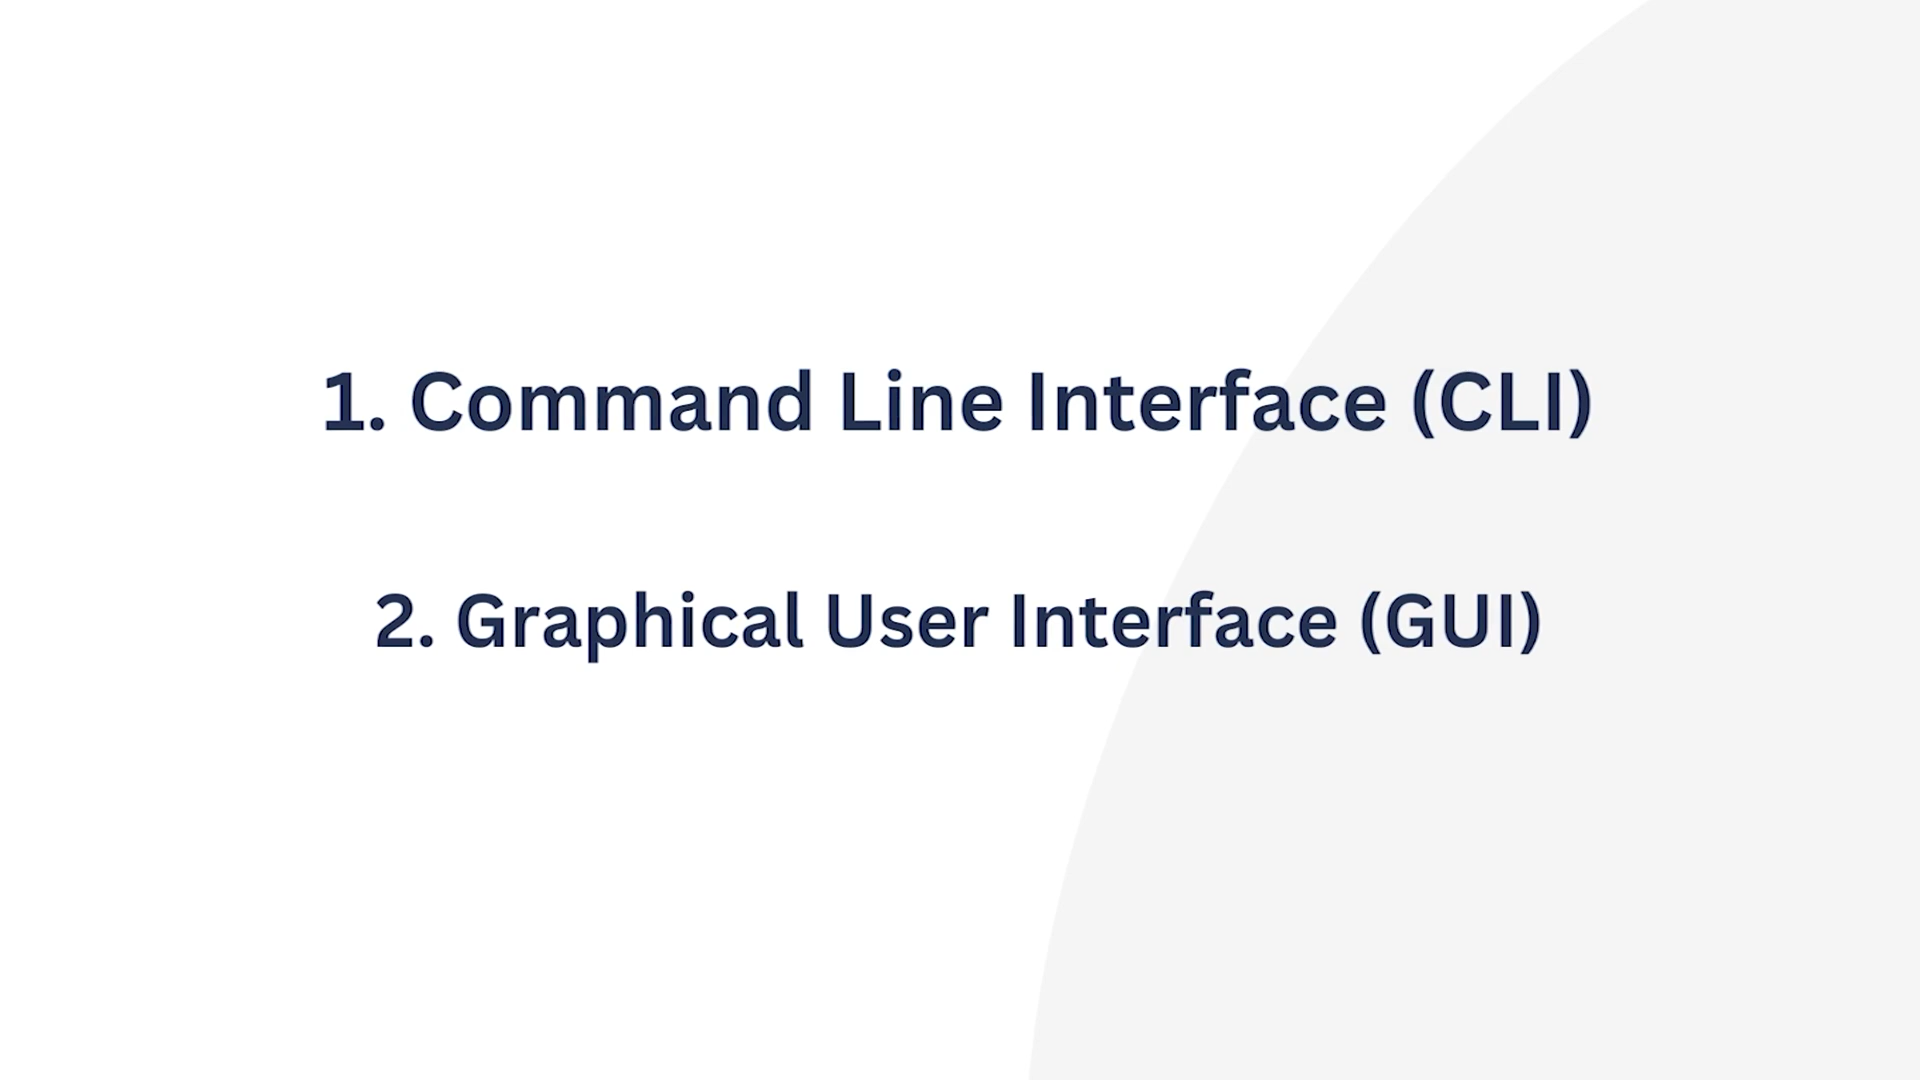 1. Command Line Interface (CLI)
2. Graphical User Interface (GUI)